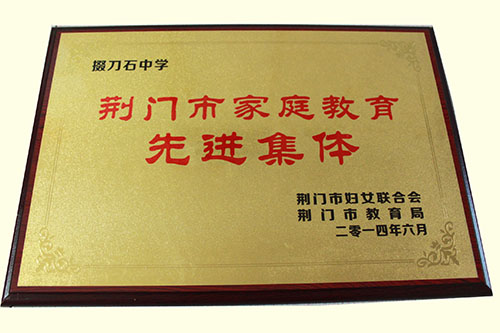 掇刀石中学
荆门市家庭教育
先进集体
荆门市妇女联合会
荆门市教育局
二零一四年六月